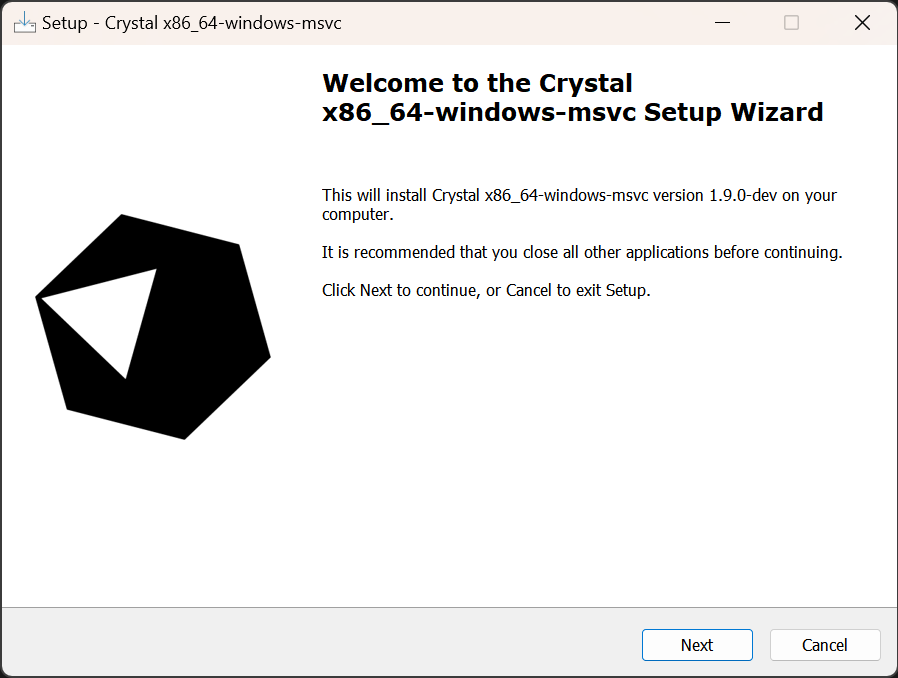 Setup - Crystal x86_64-windows-msvc
Welcome to the Crystal
x86_64-windows-msvc Setup Wizard
This will install Crystal x86_64-windows-msvc version 1.9.0-dev on your
computer.
It is recommended that you close all other applications before continuing.
Click Next to continue, or Cancel to exit Setup.
Next
Cancel